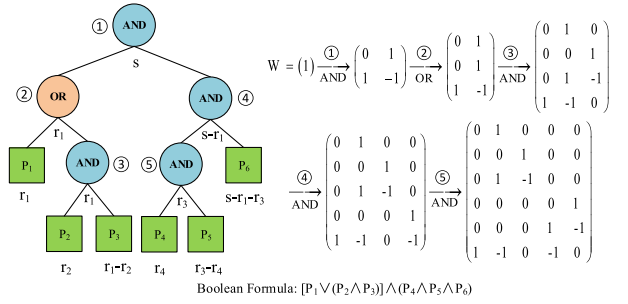 ① AND
s
② OR
AND ④
r₁
s-r₁
P₁
AND ③
⑤ AND
P₆
r₁
r₁
r₃
s-r₁-r₃
P₂
P₃
P₄
P₅
r₂
r₁-r₂
r₄
r₃-r₄
W = (1) ① AND ( 0 1 ; 1 −1 ) ② OR ( 0 1 ; 0 1 ; 1 -1 ) ③ AND ( 0 1 0 ; 0 0 1 ; 0 1 -1 ; 1 -1 0 )
④ AND ( 0 1 0 0 ; 0 0 1 0 ; 0 1 -1 0 ; 0 0 0 1 ; 1 -1 0 -1 ) ⑤ AND ( 0 1 0 0 0 ; 0 0 1 0 0 ; 0 1 -1 0 0 ; 0 0 0 0 1 ; 0 0 0 1 -1 ; 1 -1 0 -1 0 )
Boolean Formula: [P₁∨(P₂∧P₃)]∧(P₄∧P₅∧P₆)